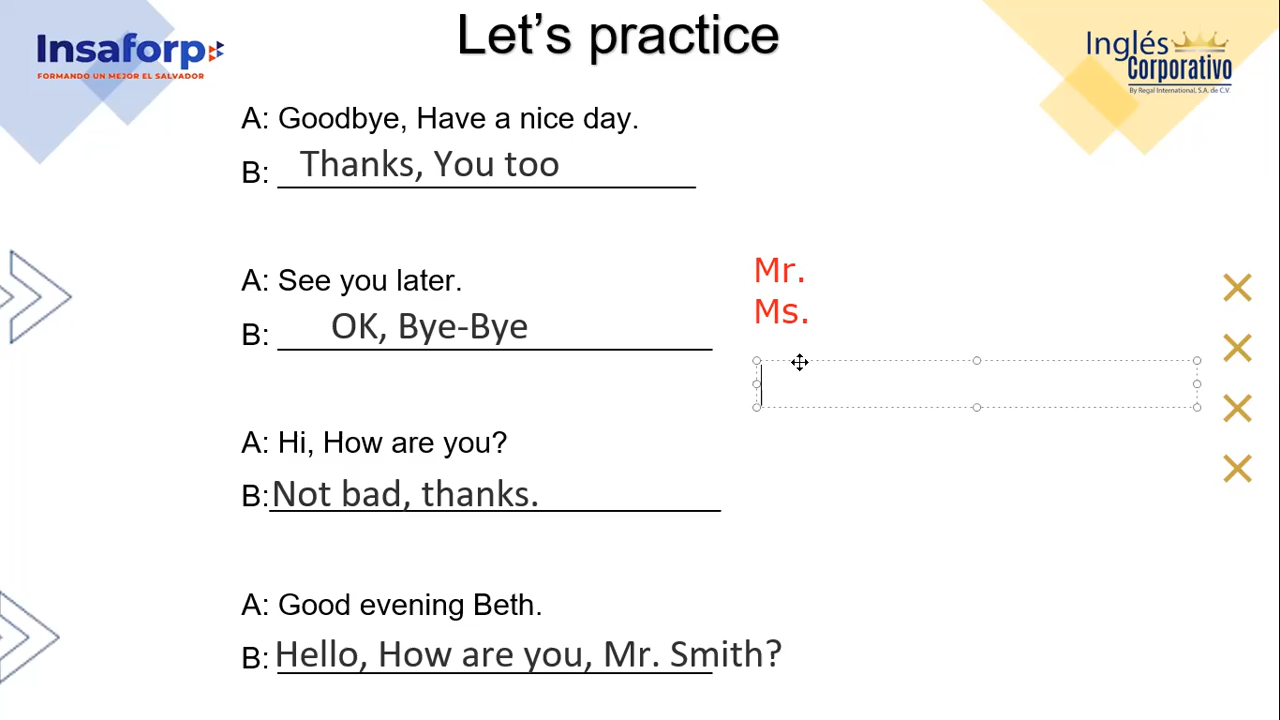 Let's practice
Insaforp
FORMANDO UN MEJOR EL SALVADOR
Inglés
Corporativo
By Regal International, S.A. de C.V.
A: Goodbye, Have a nice day.
B: Thanks, You too
A: See you later.
B: OK, Bye-Bye
Mr.
Ms.
A: Hi, How are you?
B: Not bad, thanks.
A: Good evening Beth.
B: Hello, How are you, Mr. Smith?